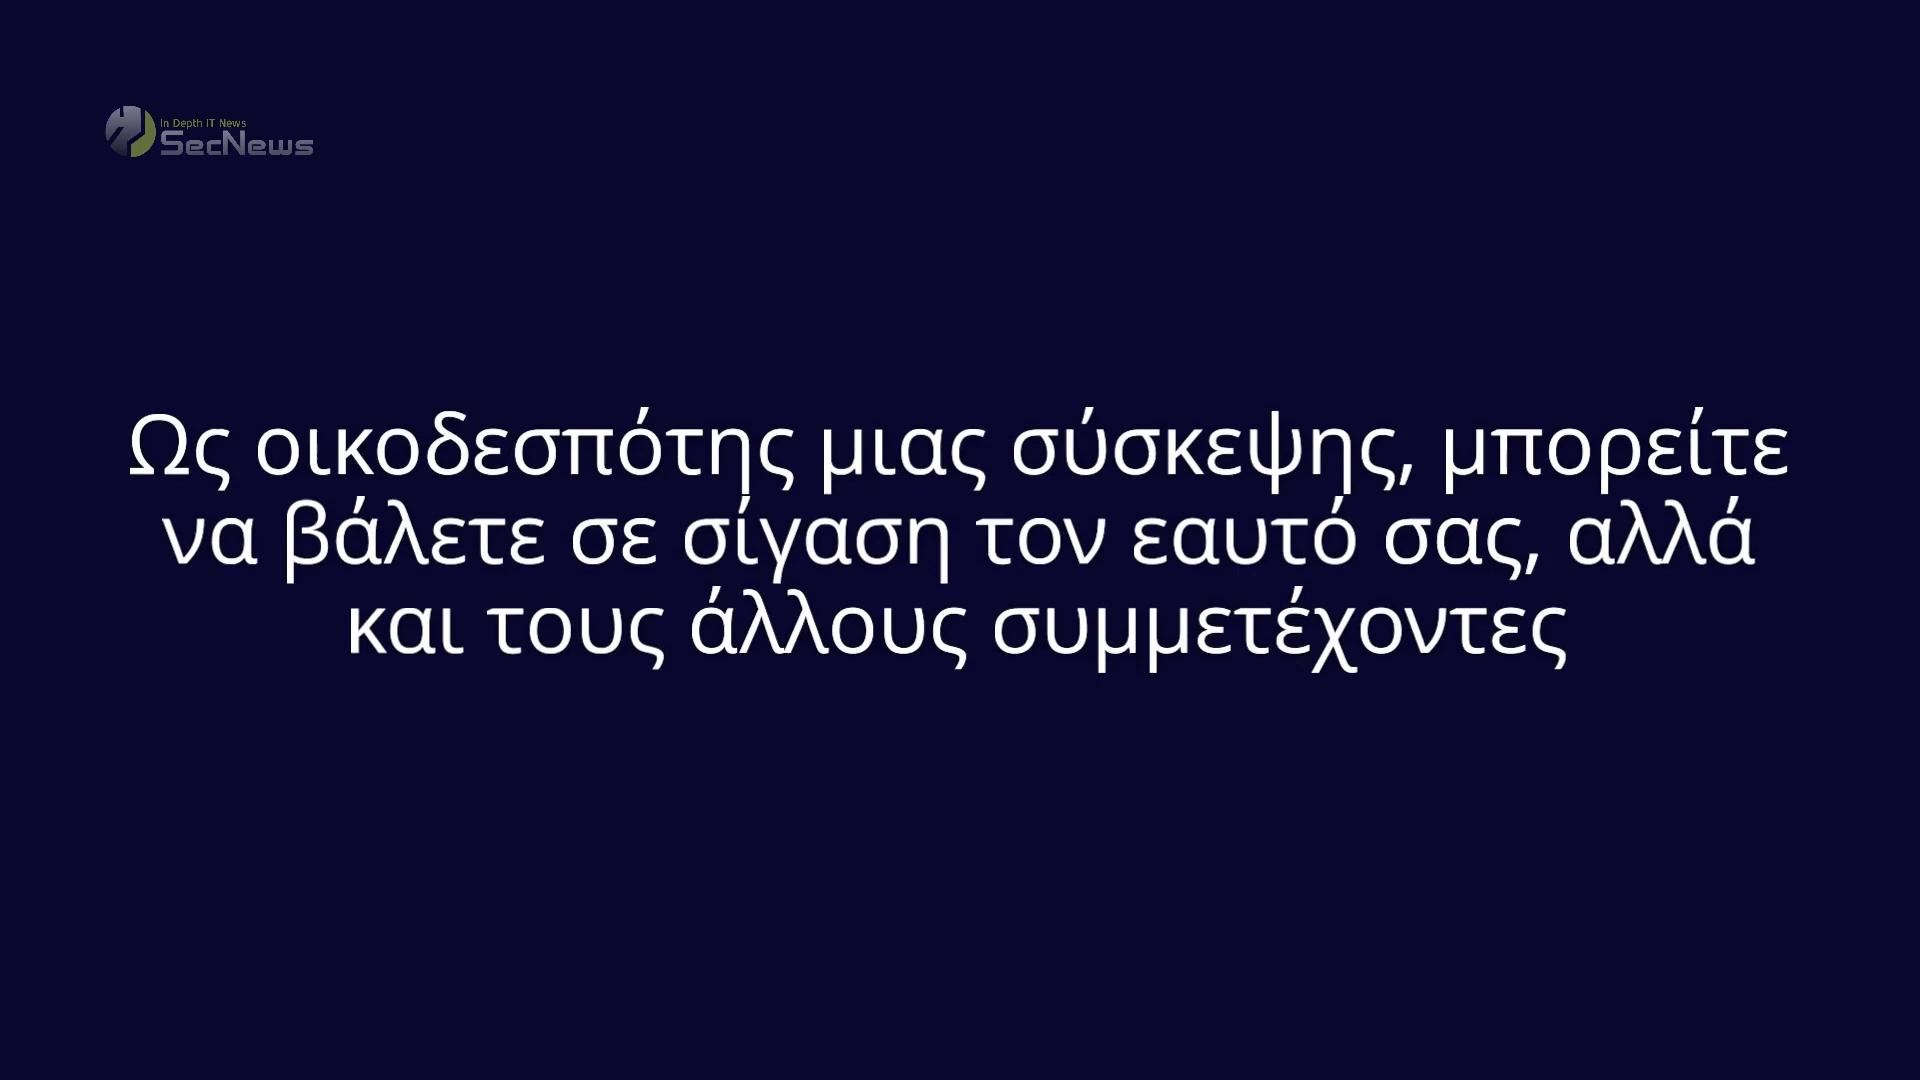 In Depth IT News
SecNews
Ως οικοδεσπότης μιας σύσκεψης, μπορείτε
να βάλετε σε σίγαση τον εαυτό σας, αλλά
και τους άλλους συμμετέχοντες